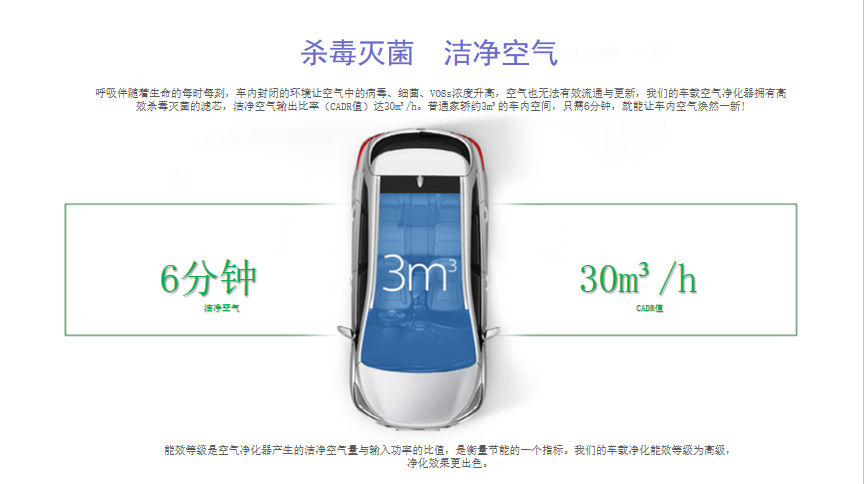 杀毒灭菌 洁净空气
呼吸伴随着生命的每时每刻，车内封闭的环境让空气中的病毒、细菌、VOSs浓度升高，空气也无法有效流通与更新，我们的车载空气净化器拥有高
效杀毒灭菌的滤芯，洁净空气输出比率（CADR值）达30m³/h。普通家轿约3m³的车内空间，只需6分钟，就能让车内空气焕然一新!
6分钟
洁净空气
3m³
30m³/h
CADR值
能效等级是空气净化器产生的洁净空气量与输入功率的比值，是衡量节能的一个指标。我们的车载净化能效等级为高级，
净化效果更出色。